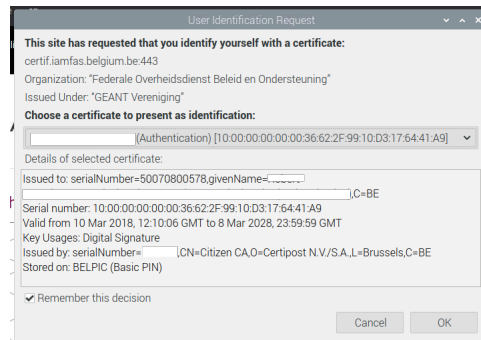 User Identification Request
This site has requested that you identify yourself with a certificate:
certif.iamfas.belgium.be:443
Organization: "Federale Overheidsdienst Beleid en Ondersteuning"
Issued Under: "GEANT Vereniging"
Choose a certificate to present as identification:
(Authentication) [10:00:00:00:00:00:36:62:2F:99:10:D3:17:64:41:A9]
Details of selected certificate:
Issued to: serialNumber=50070800578,givenName=
,C=BE
Serial number: 10:00:00:00:00:00:36:62:2F:99:10:D3:17:64:41:A9
Valid from 10 Mar 2018, 12:10:06 GMT to 8 Mar 2028, 23:59:59 GMT
Key Usages: Digital Signature
Issued by: serialNumber= ,CN=Citizen CA,O=Certipost N.V./S.A.,L=Brussels,C=BE
Stored on: BELPIC (Basic PIN)
Remember this decision
Cancel OK